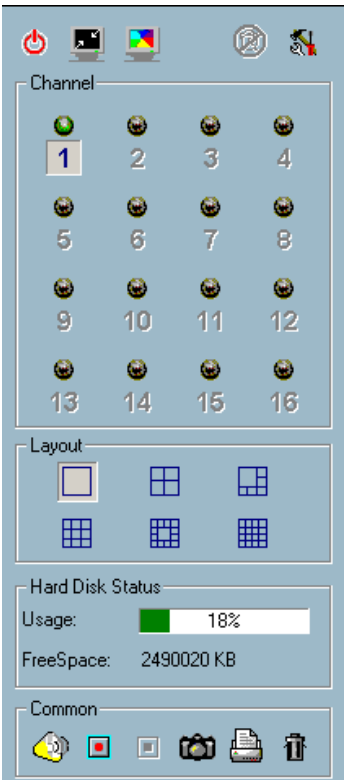 Channel
1 2 3 4
5 6 7 8
9 10 11 12
13 14 15 16
Layout
Hard Disk Status
Usage: 18%
FreeSpace: 2490020 KB
Common